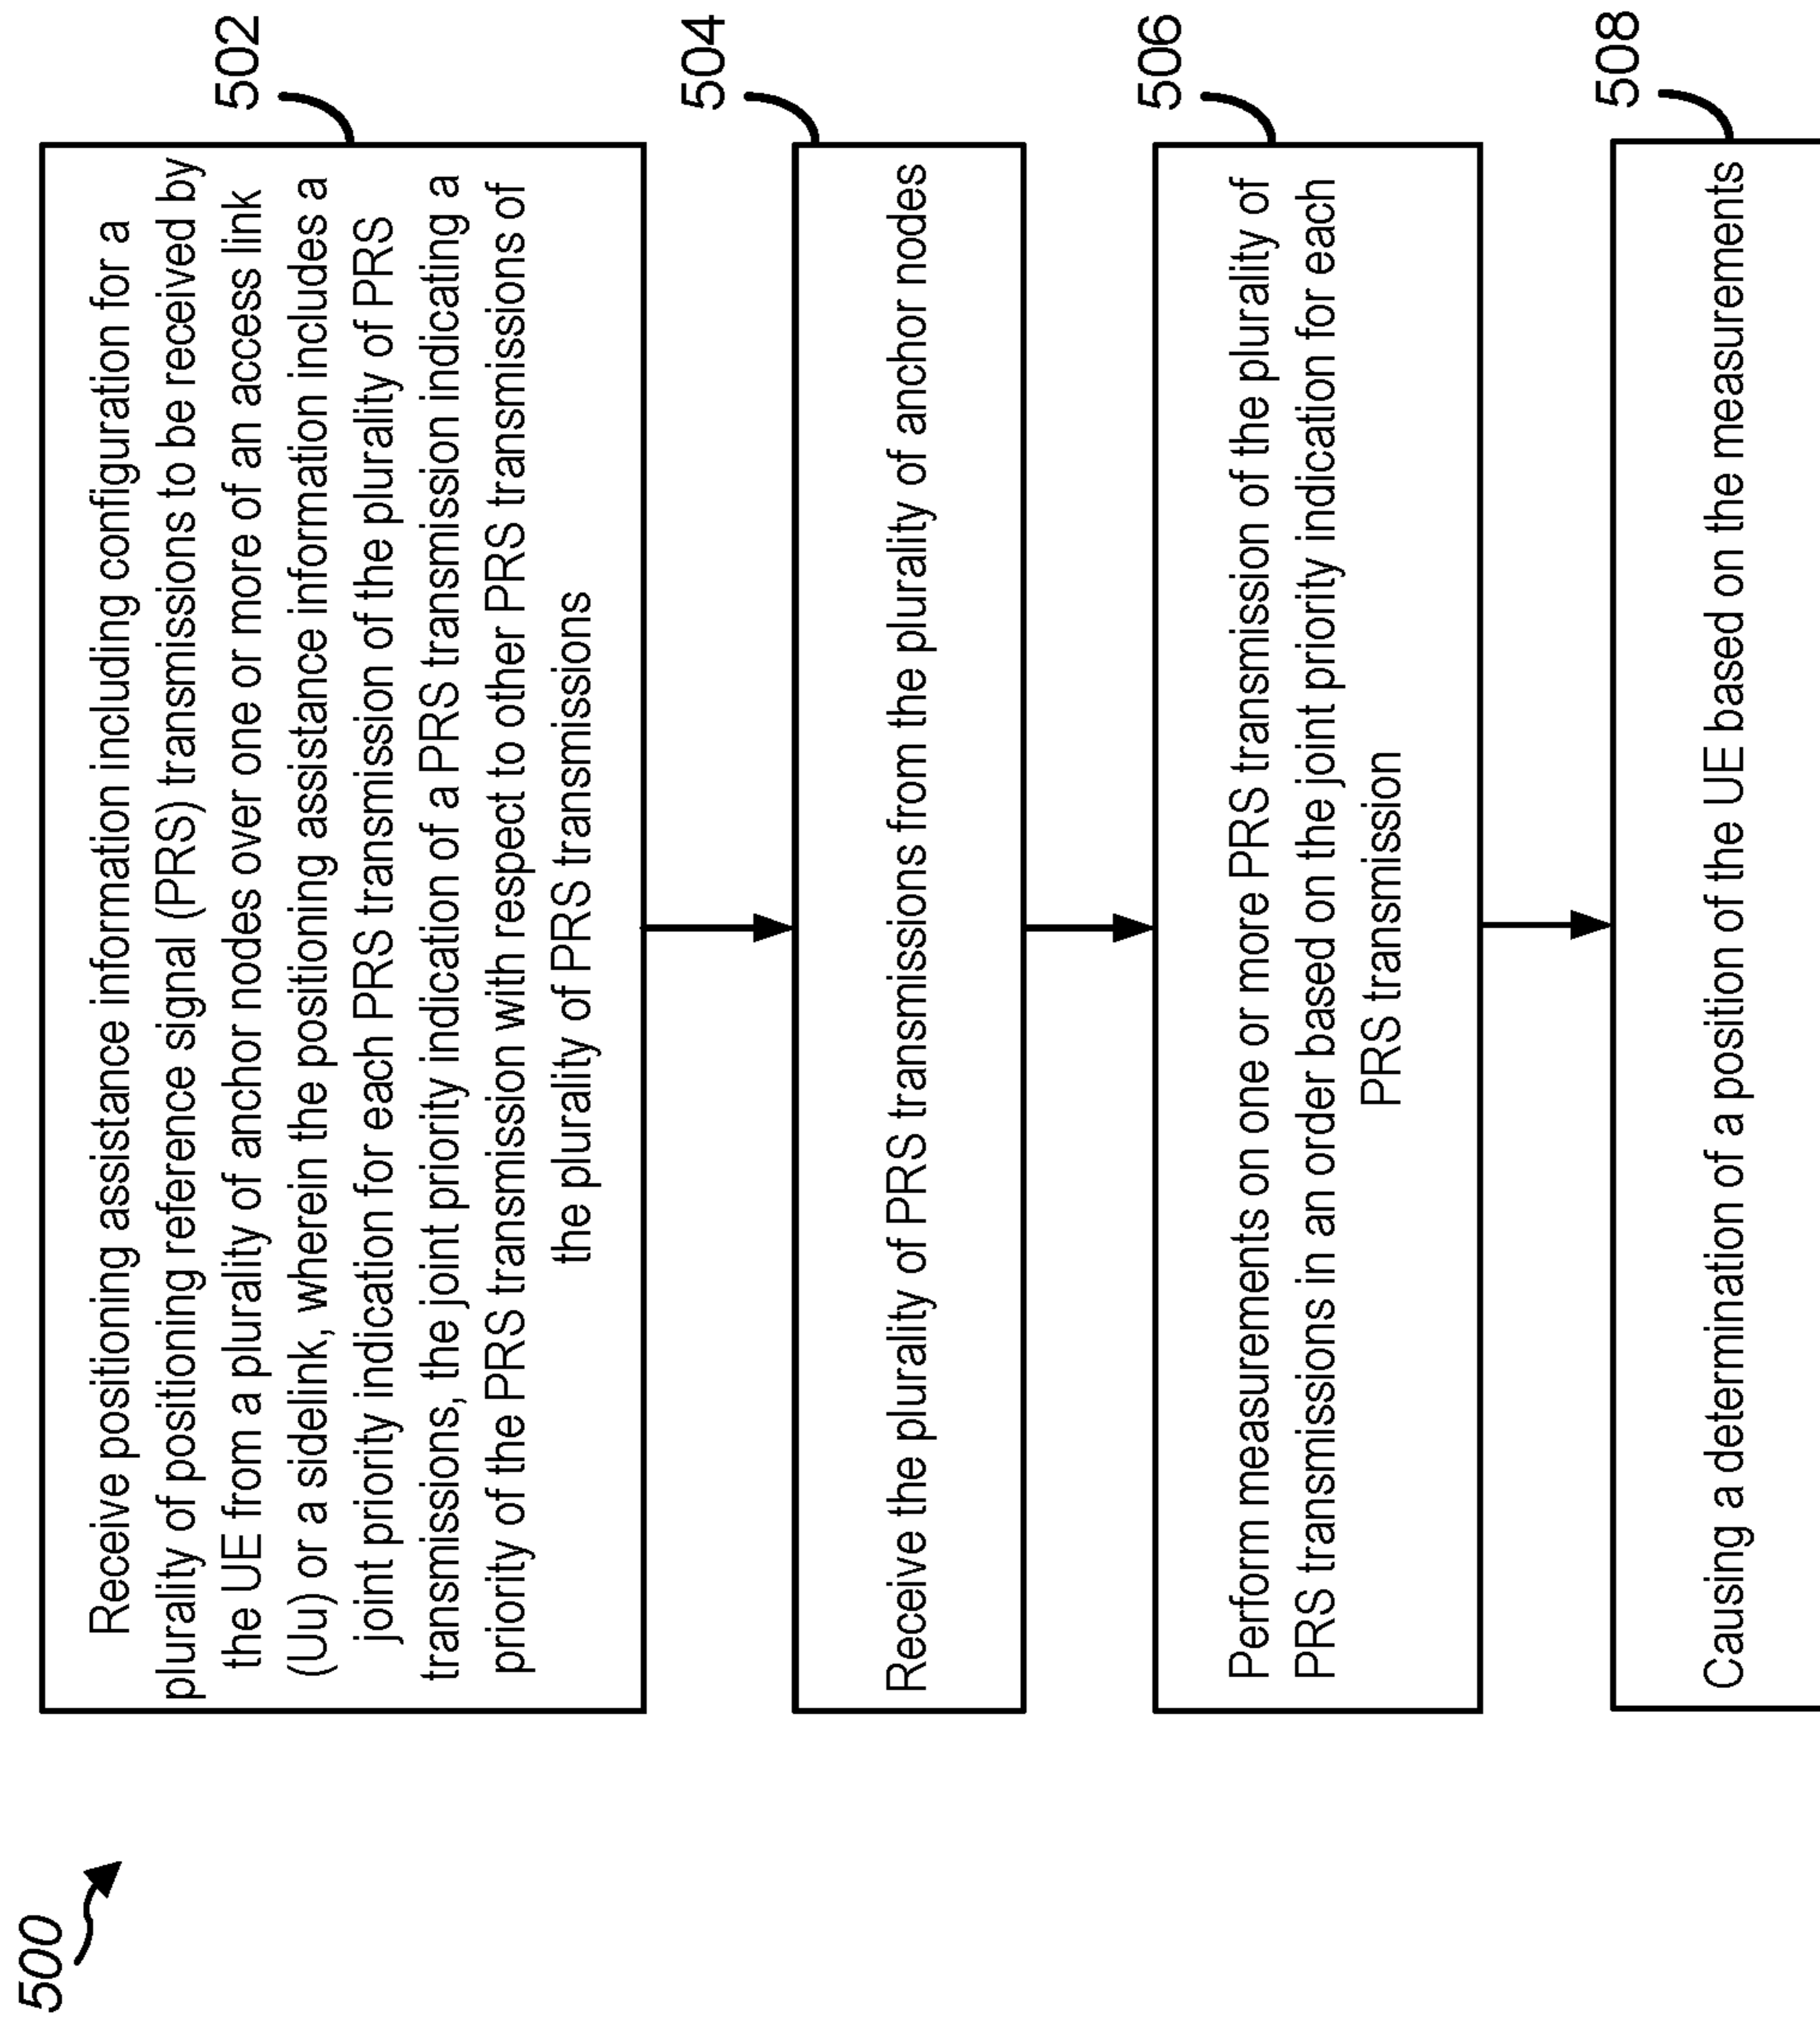 500
Receive positioning assistance information including configuration for a
plurality of positioning reference signal (PRS) transmissions to be received by
the UE from a plurality of anchor nodes over one or more of an access link
(Uu) or a sidelink, wherein the positioning assistance information includes a
joint priority indication for each PRS transmission of the plurality of PRS
transmissions, the joint priority indication of a PRS transmission indicating a
priority of the PRS transmission with respect to other PRS transmissions of
the plurality of PRS transmissions
502
Receive the plurality of PRS transmissions from the plurality of anchor nodes
504
Perform measurements on one or more PRS transmission of the plurality of
PRS transmissions in an order based on the joint priority indication for each
PRS transmission
506
Causing a determination of a position of the UE based on the measurements
508